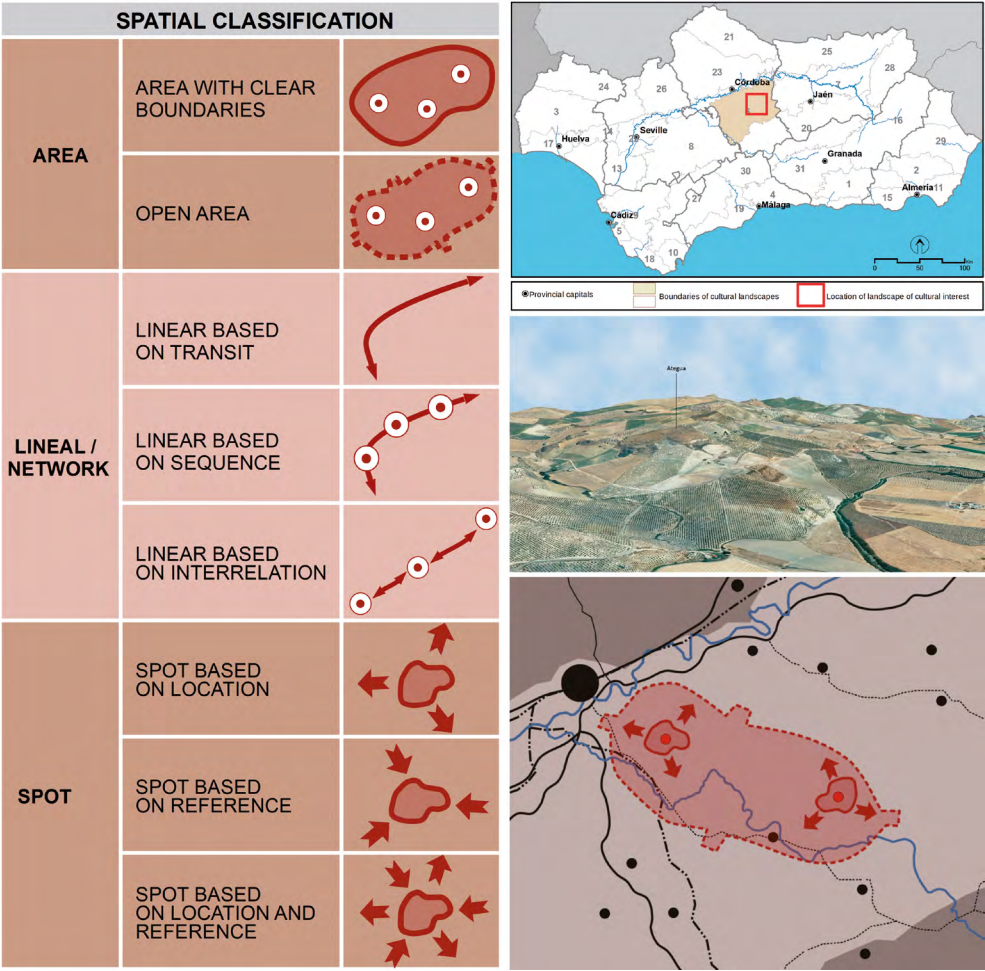 SPATIAL CLASSIFICATION
AREA
AREA WITH CLEAR
BOUNDARIES
OPEN AREA
LINEAL /
NETWORK
LINEAR BASED
ON TRANSIT
LINEAR BASED
ON SEQUENCE
LINEAR BASED
ON INTERRELATION
SPOT
SPOT BASED
ON LOCATION
SPOT BASED
ON REFERENCE
SPOT BASED
ON LOCATION AND
REFERENCE
21
25
28
23
Córdoba
7
24
26
Jaén
3
16
14
Seville
20
Huelva
17
8
Granada
29
13
30
31
2
27
4
1
Almería 11
19
Málaga
15
Cádiz 9
5
10
18
0 50 100 Km
Provincial capitals
Boundaries of cultural landscapes
Location of landscape of cultural interest
Ategua